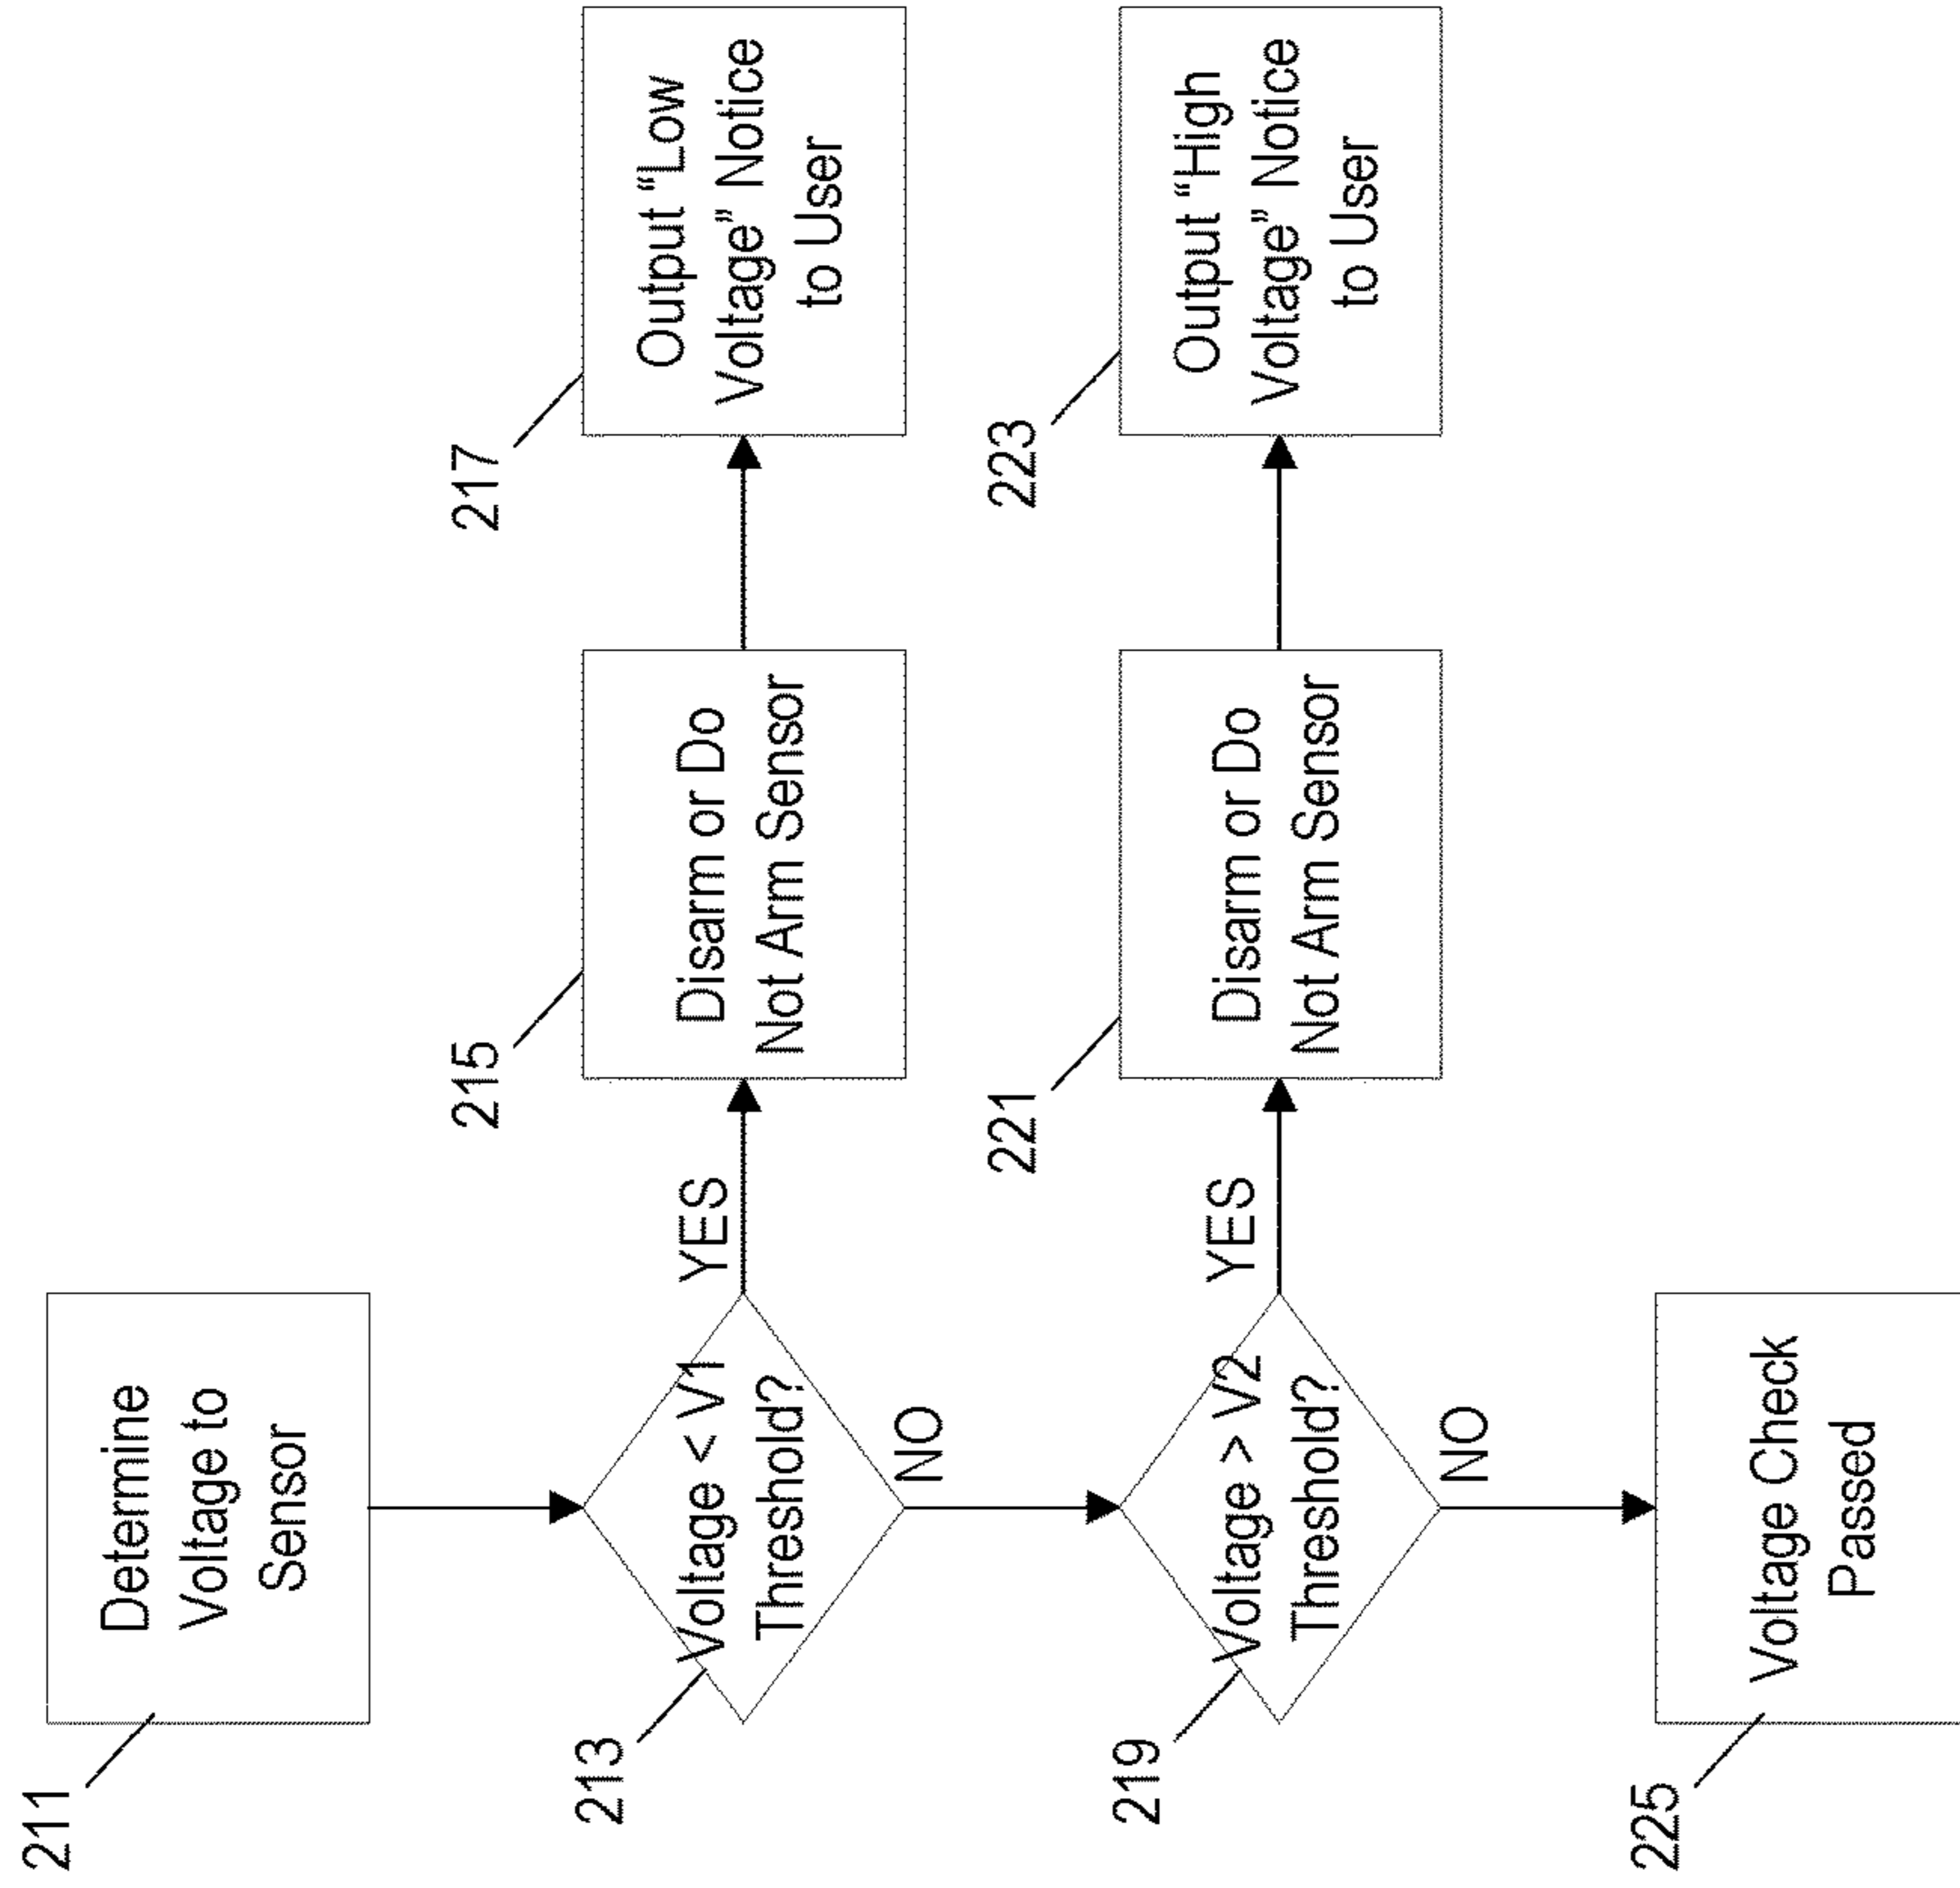 211
Determine
Voltage to
Sensor
213
Voltage < V1
Threshold?
YES
NO
215
Disarm or Do
Not Arm Sensor
217
Output “Low
Voltage” Notice
to User
219
Voltage > V2
Threshold?
YES
NO
221
Disarm or Do
Not Arm Sensor
223
Output “High
Voltage” Notice
to User
225
Voltage Check
Passed